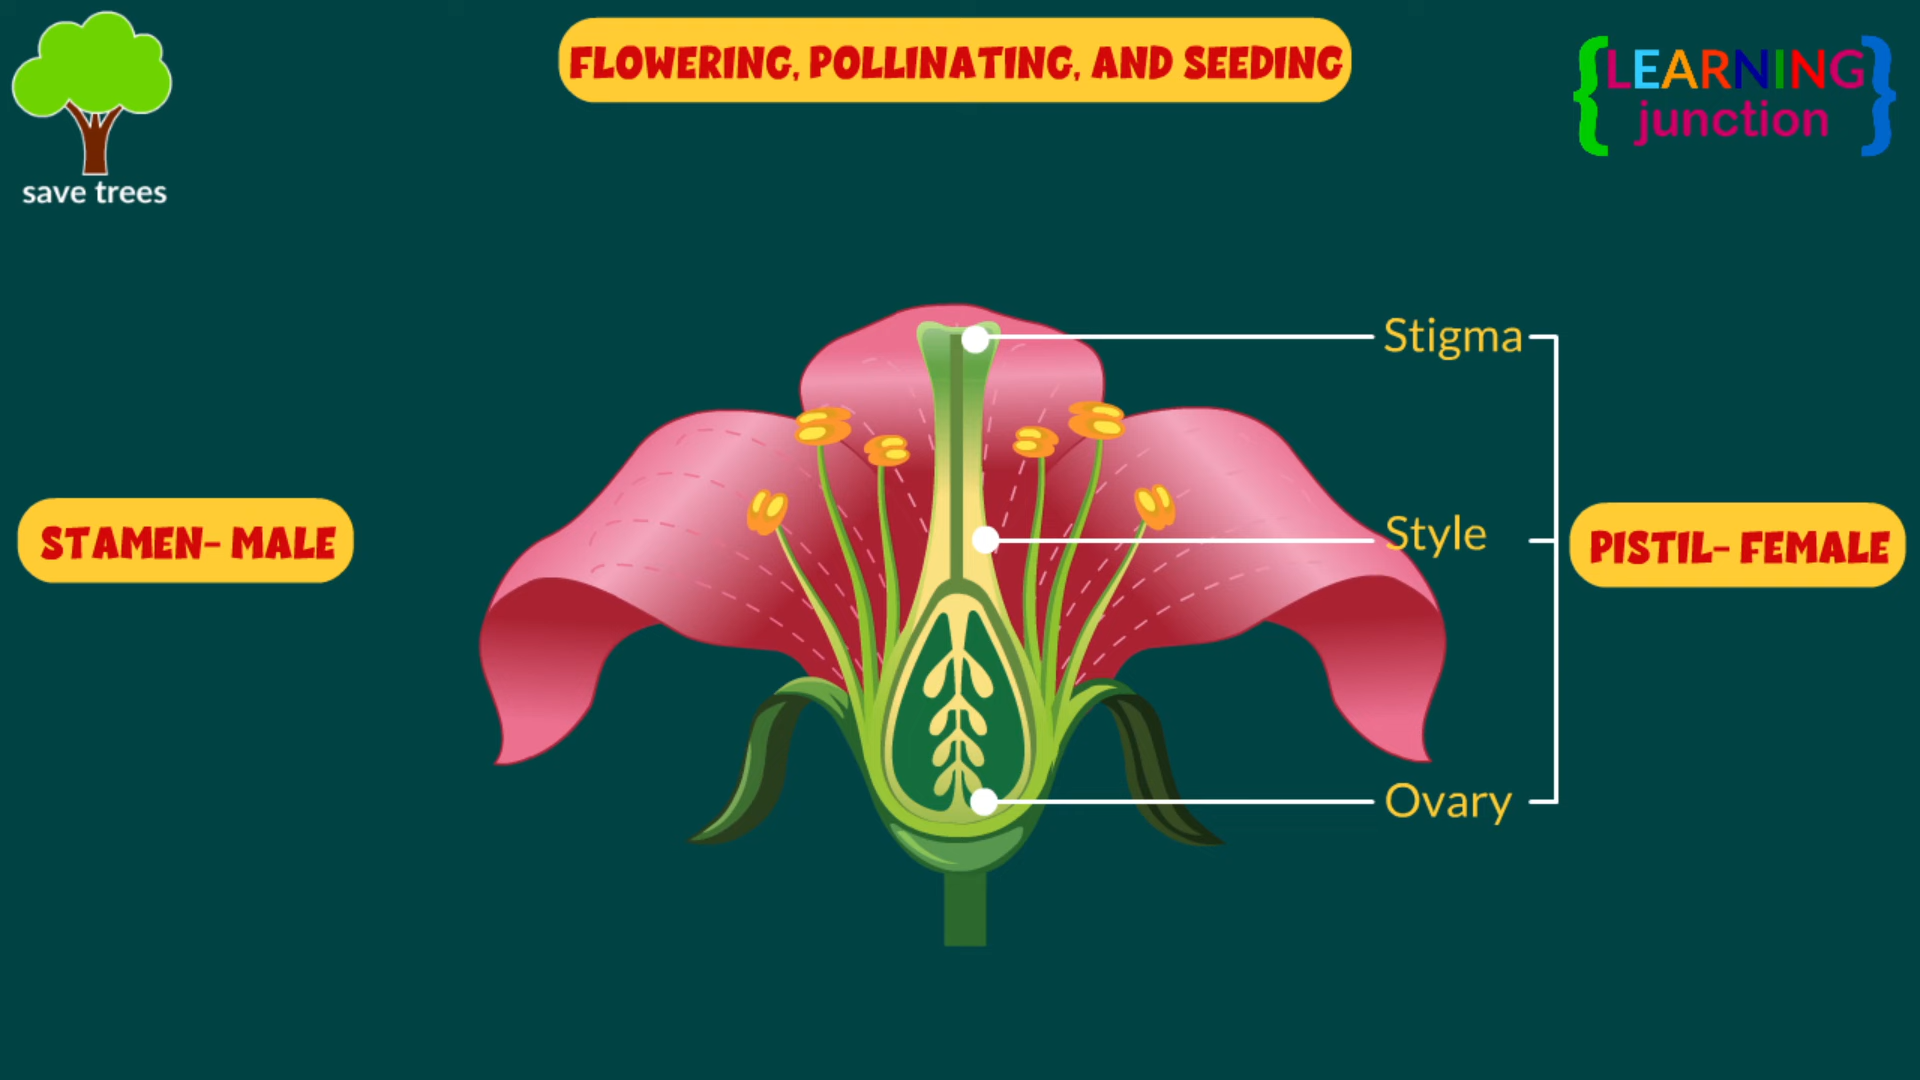 FLOWERING, POLLINATING, AND SEEDING
{LEARNING
junction}
save trees
Stigma
STAMEN- MALE
Style
PISTIL- FEMALE
Ovary